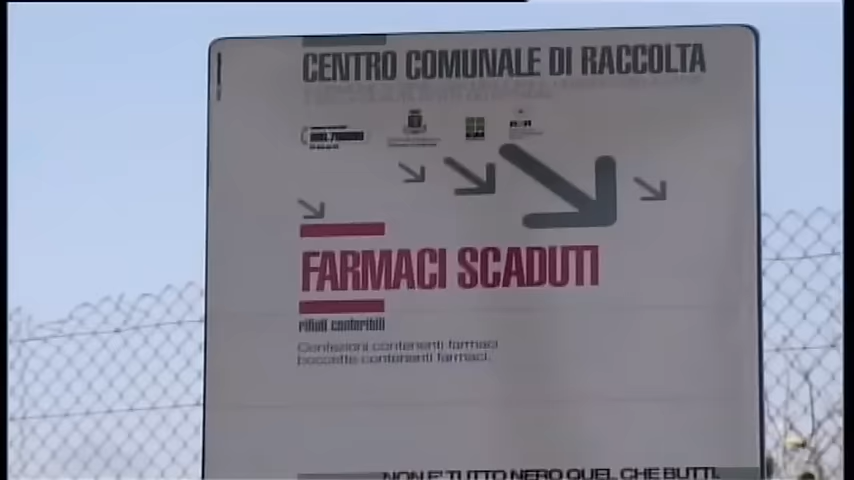 CENTRO COMUNALE DI RACCOLTA
FARMACI SCADUTI
rifiuti conferibili
Confezioni contenenti farmaci
boccette contenenti farmaci.
NON E' TUTTO NERO QUEL CHE BUTTI.